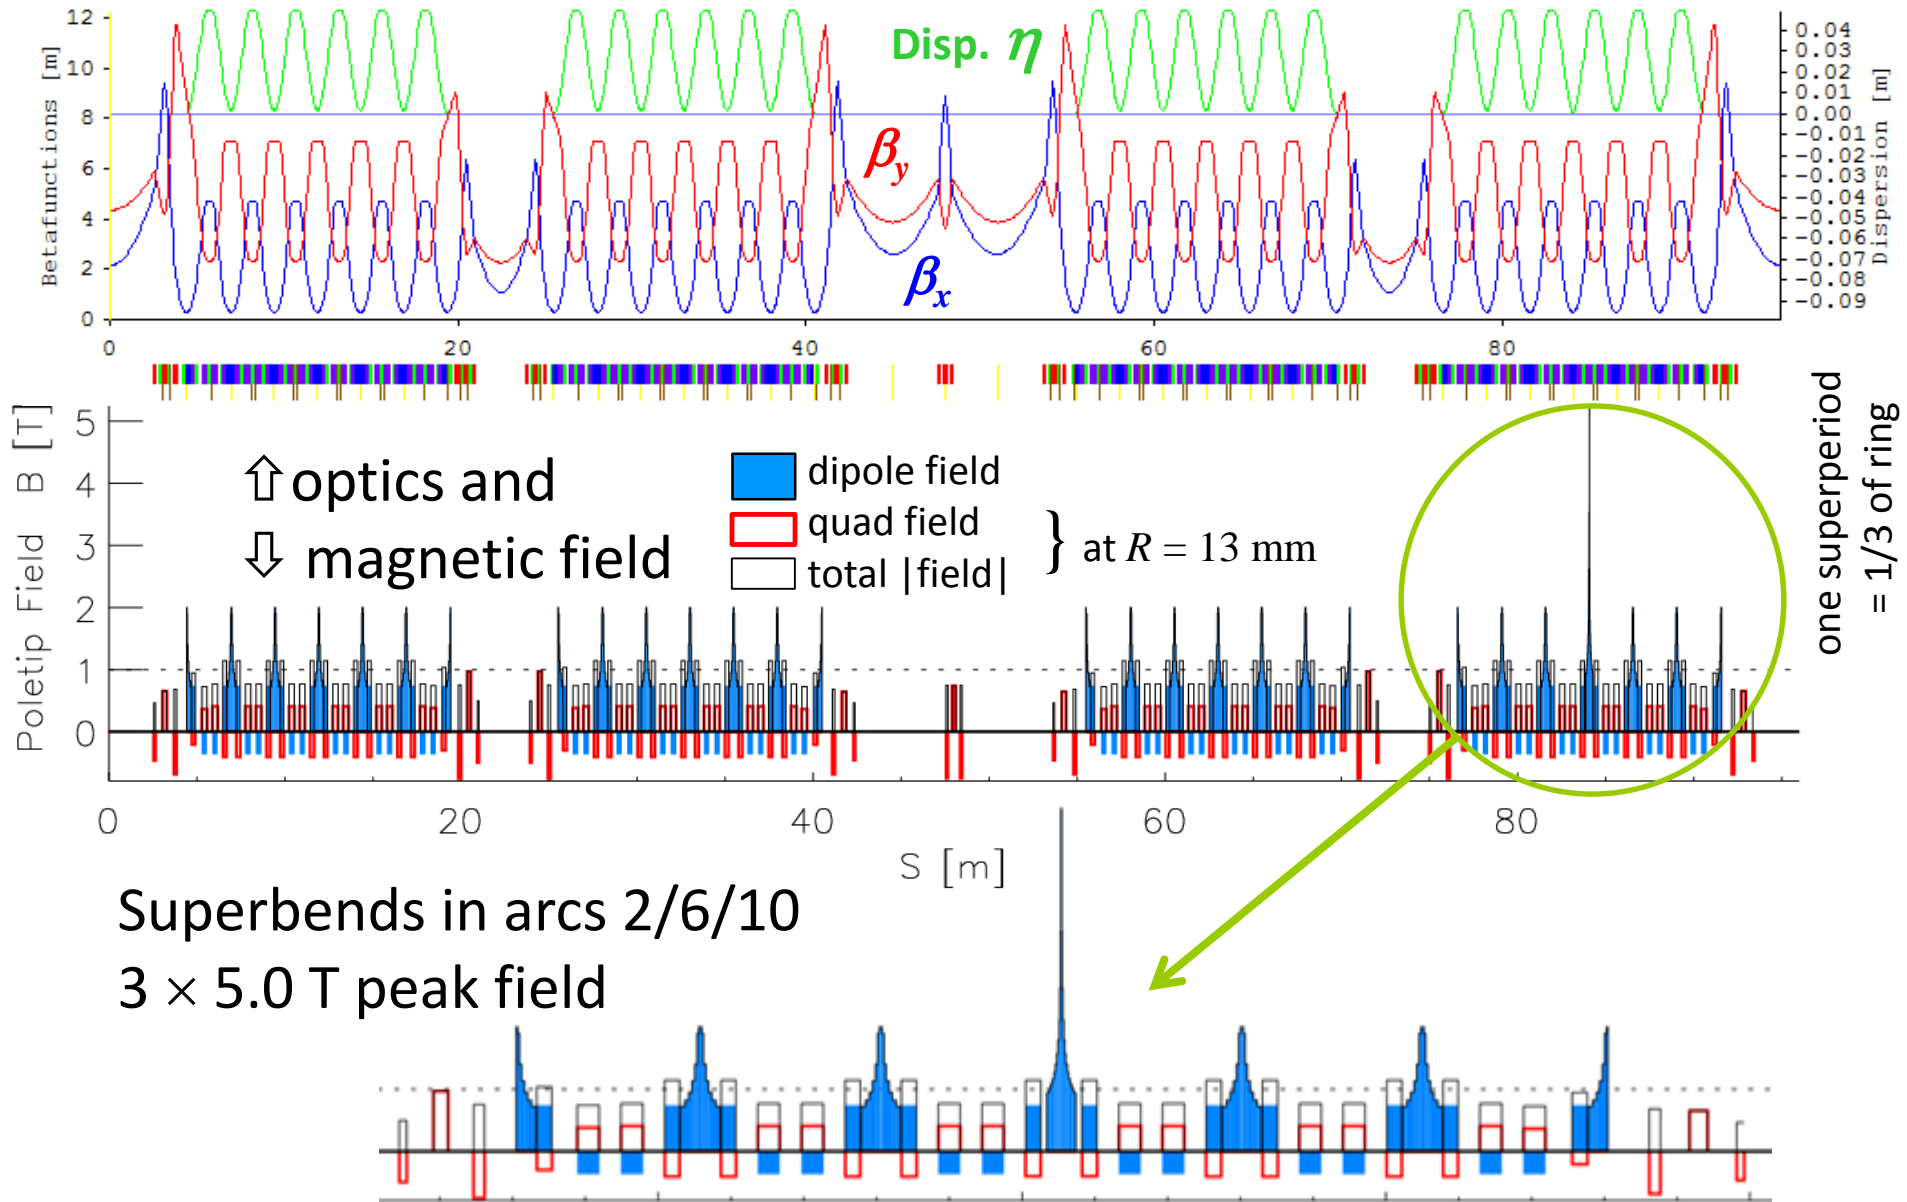 12
10
8
6
4
2
0
Betafunctions [m]
Disp. η
βy
βx
0.04
0.03
0.02
0.01
0.00
−0.01
−0.02
−0.03
−0.04
−0.05
−0.06
−0.07
−0.08
−0.09
Dispersion [m]
0 20 40 60 80
5
4
3
2
1
0
Poletip Field B [T]
⇧ optics and
⇩ magnetic field
dipole field
quad field
total |field|
} at R = 13 mm
one superperiod
= 1/3 of ring
0 20 40 60 80
S [m]
Superbends in arcs 2/6/10
3 × 5.0 T peak field